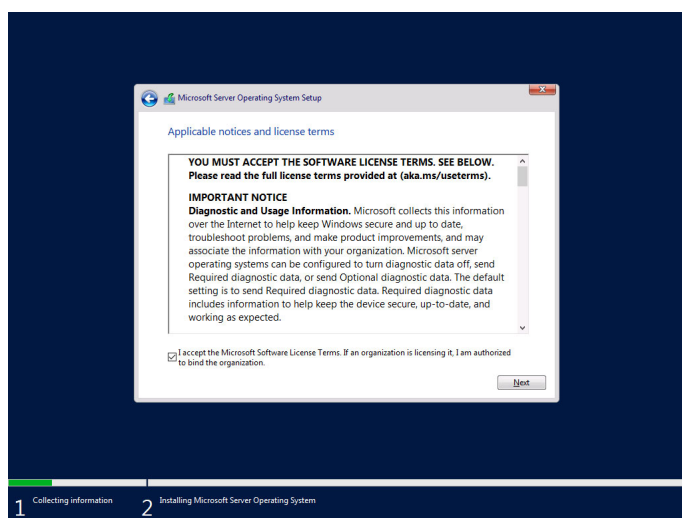 Microsoft Server Operating System Setup
Applicable notices and license terms
YOU MUST ACCEPT THE SOFTWARE LICENSE TERMS. SEE BELOW.
Please read the full license terms provided at (aka.ms/useterms).
IMPORTANT NOTICE
Diagnostic and Usage Information. Microsoft collects this information
over the Internet to help keep Windows secure and up to date,
troubleshoot problems, and make product improvements, and may
associate the information with your organization. Microsoft server
operating systems can be configured to turn diagnostic data off, send
Required diagnostic data, or send Optional diagnostic data. The default
setting is to send Required diagnostic data. Required diagnostic data
includes information to help keep the device secure, up-to-date, and
working as expected.
I accept the Microsoft Software License Terms. If an organization is licensing it, I am authorized
to bind the organization.
Next
1 Collecting information
2 Installing Microsoft Server Operating System